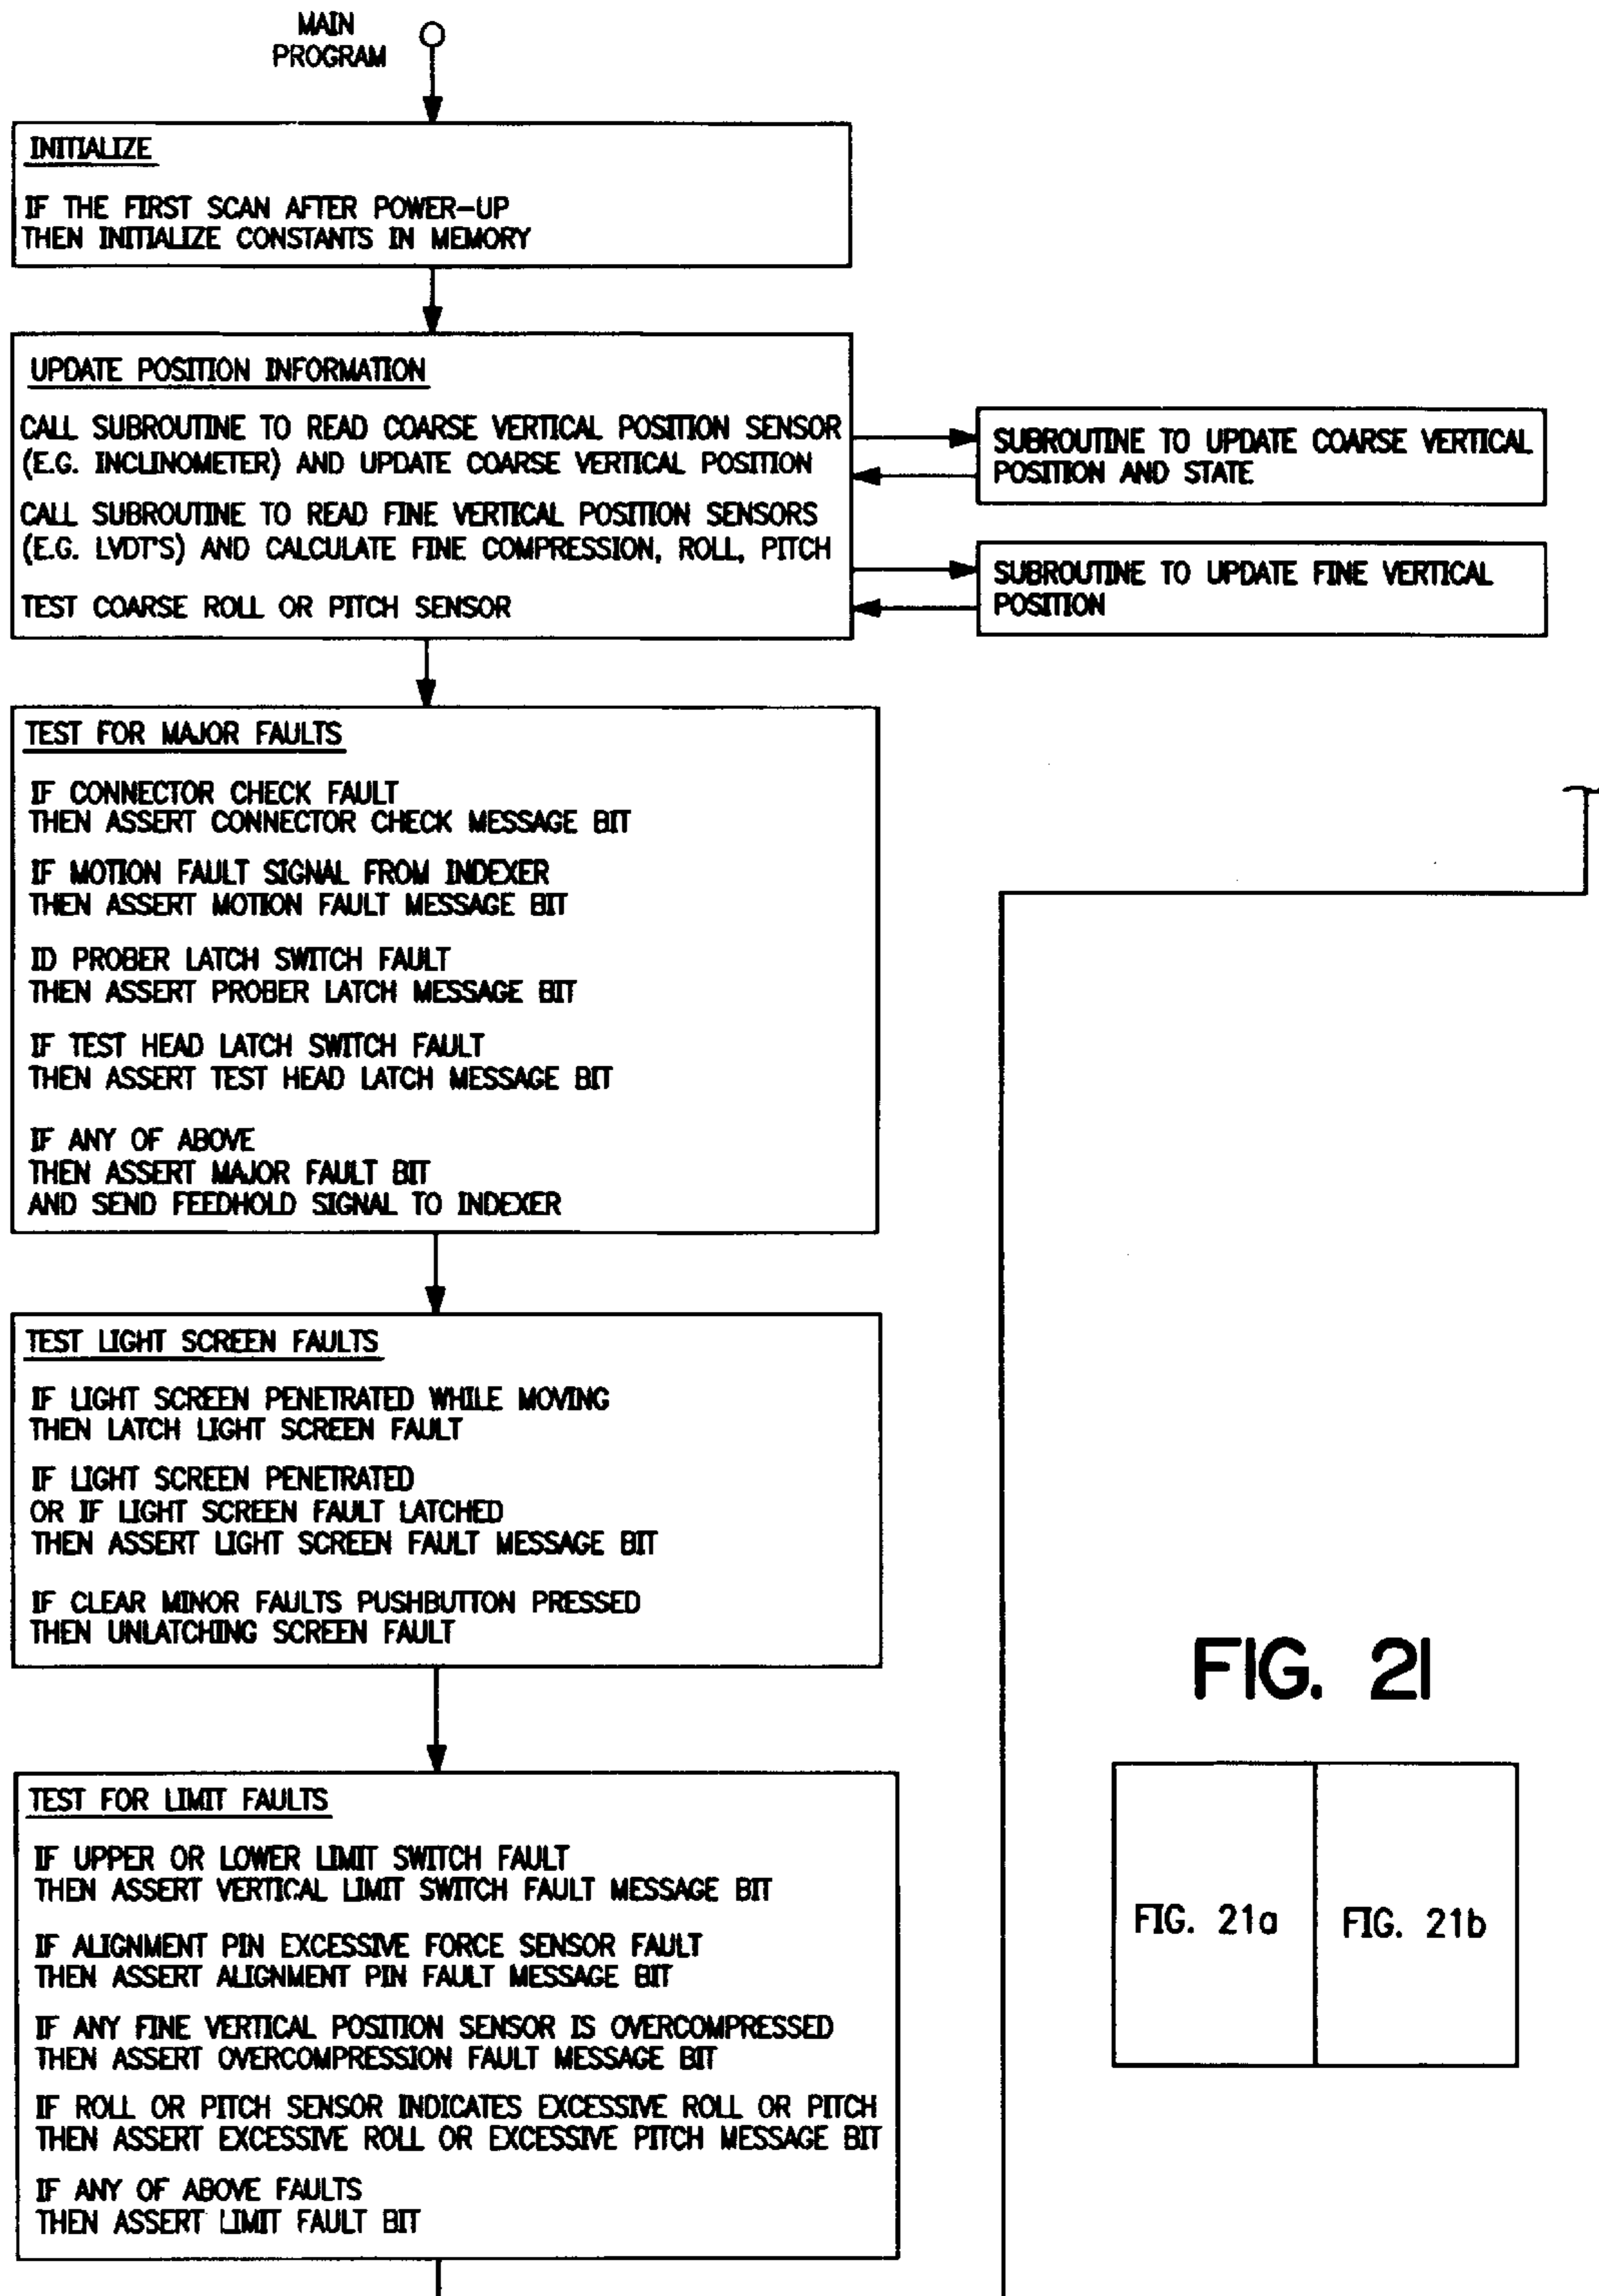 MAIN
PROGRAM
INITIALIZE
IF THE FIRST SCAN AFTER POWER-UP
THEN INITIALIZE CONSTANTS IN MEMORY
UPDATE POSITION INFORMATION
CALL SUBROUTINE TO READ COARSE VERTICAL POSITION SENSOR
(E.G. INCLINOMETER) AND UPDATE COARSE VERTICAL POSITION
CALL SUBROUTINE TO READ FINE VERTICAL POSITION SENSORS
(E.G. LVDT'S) AND CALCULATE FINE COMPRESSION, ROLL, PITCH
TEST COARSE ROLL OR PITCH SENSOR
SUBROUTINE TO UPDATE COARSE VERTICAL
POSITION AND STATE
SUBROUTINE TO UPDATE FINE VERTICAL
POSITION
TEST FOR MAJOR FAULTS
IF CONNECTOR CHECK FAULT
THEN ASSERT CONNECTOR CHECK MESSAGE BIT
IF MOTION FAULT SIGNAL FROM INDEXER
THEN ASSERT MOTION FAULT MESSAGE BIT
ID PROBER LATCH SWITCH FAULT
THEN ASSERT PROBER LATCH MESSAGE BIT
IF TEST HEAD LATCH SWITCH FAULT
THEN ASSERT TEST HEAD LATCH MESSAGE BIT
IF ANY OF ABOVE
THEN ASSERT MAJOR FAULT BIT
AND SEND FEEDHOLD SIGNAL TO INDEXER
TEST LIGHT SCREEN FAULTS
IF LIGHT SCREEN PENETRATED WHILE MOVING
THEN LATCH LIGHT SCREEN FAULT
IF LIGHT SCREEN PENETRATED
OR IF LIGHT SCREEN FAULT LATCHED
THEN ASSERT LIGHT SCREEN FAULT MESSAGE BIT
IF CLEAR MINOR FAULTS PUSHBUTTON PRESSED
THEN UNLATCHING SCREEN FAULT
TEST FOR LIMIT FAULTS
IF UPPER OR LOWER LIMIT SWITCH FAULT
THEN ASSERT VERTICAL LIMIT SWITCH FAULT MESSAGE BIT
IF ALIGNMENT PIN EXCESSIVE FORCE SENSOR FAULT
THEN ASSERT ALIGNMENT PIN FAULT MESSAGE BIT
IF ANY FINE VERTICAL POSITION SENSOR IS OVERCOMPRESSED
THEN ASSERT OVERCOMPRESSION FAULT MESSAGE BIT
IF ROLL OR PITCH SENSOR INDICATES EXCESSIVE ROLL OR PITCH
THEN ASSERT EXCESSIVE ROLL OR EXCESSIVE PITCH MESSAGE BIT
IF ANY OF ABOVE FAULTS
THEN ASSERT LIMIT FAULT BIT
FIG. 21
FIG. 21a
FIG. 21b